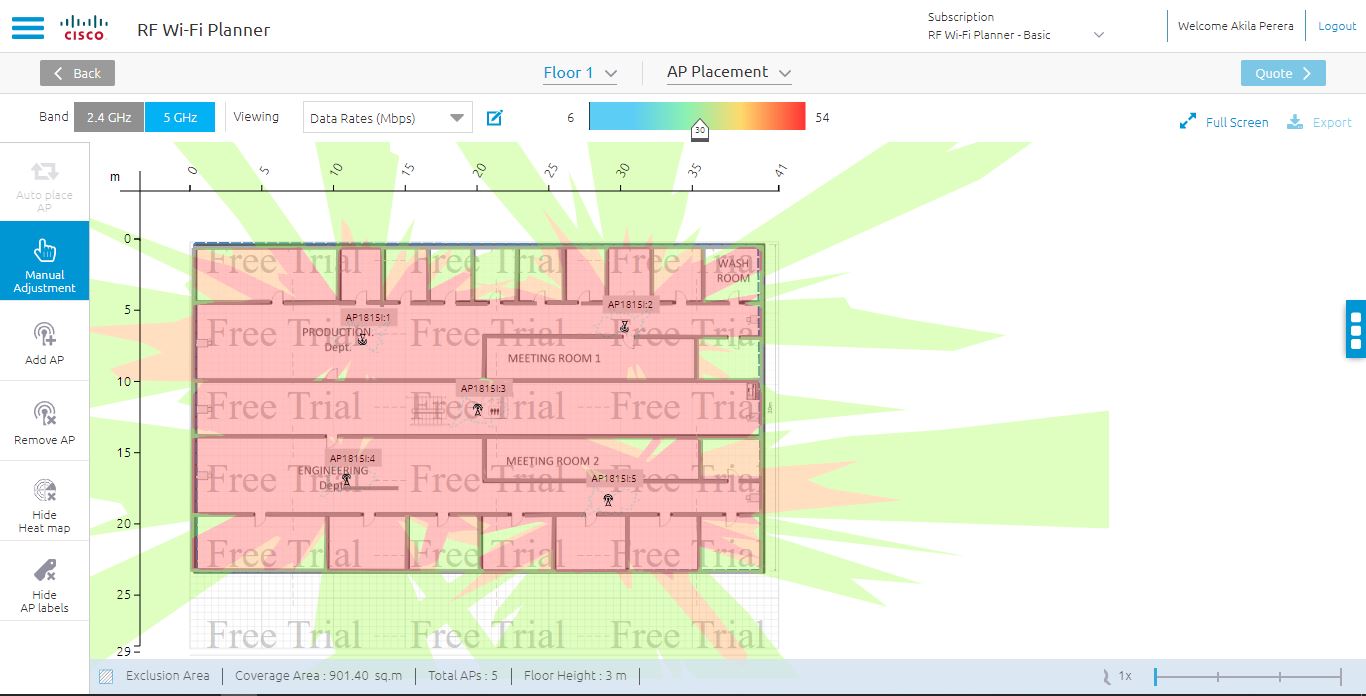 CISCO
RF Wi-Fi Planner
Subscription
RF Wi-Fi Planner - Basic
Welcome Akila Perera
Logout
Back
Floor 1
AP Placement
Quote
Band
2.4 GHz
5 GHz
Viewing
Data Rates (Mbps)
6
54
30
Full Screen
Export
Auto place
AP
Manual
Adjustment
Add AP
Remove AP
Hide
Heat map
Hide
AP labels
m
0
5
10
15
20
25
30
35
41
0
5
10
15
20
25
29
Free Trial Free Trial Free Trial
WASH
ROOM
AP1815I:1
AP1815I:2
Free Trial Free Trial Free Trial
PRODUCTION.
Dept.
MEETING ROOM 1
AP1815I:3
Free Trial Free Trial Free Trial
AP1815I:4
MEETING ROOM 2
ENGINEERING
Dept.
AP1815I:5
Free Trial Free Trial Free Trial
Free Trial Free Trial Free Trial
Free Trial Free Trial Free Trial
Exclusion Area
Coverage Area : 901.40 sq.m
Total APs : 5
Floor Height : 3 m
1x